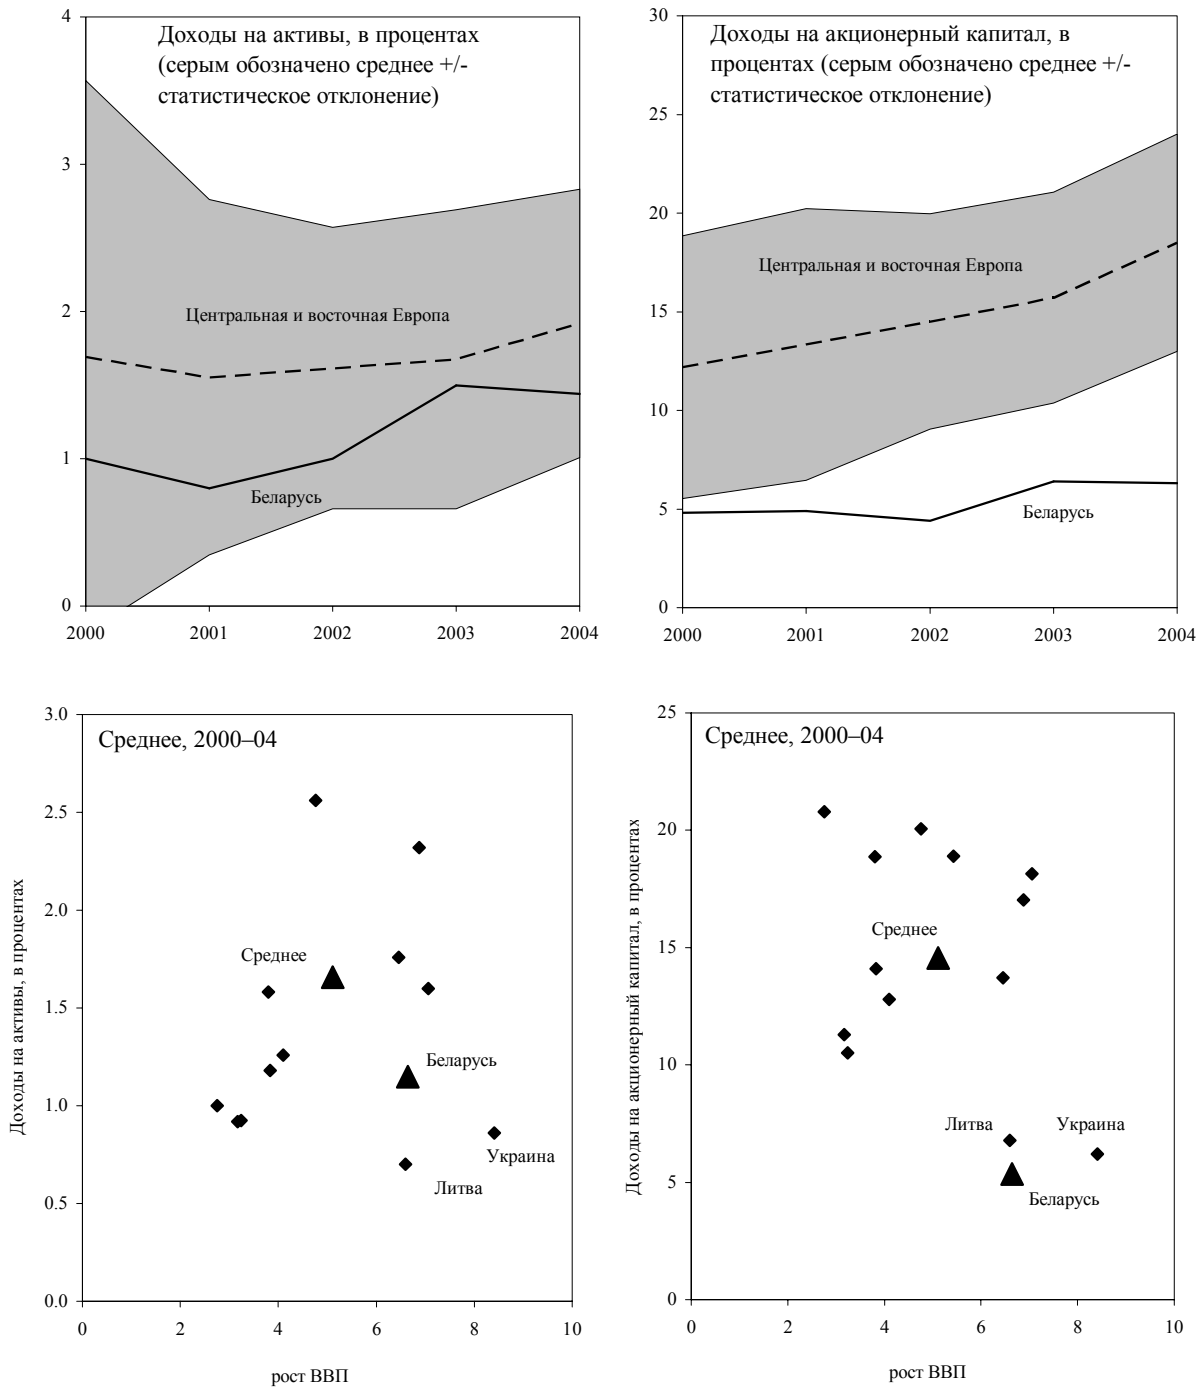 Доходы на активы, в процентах
(серым обозначено среднее +/-
статистическое отклонение)
4
3
2
1
0
Центральная и восточная Европа
Беларусь
2000
2001
2002
2003
2004
Доходы на акционерный капитал, в
процентах (серым обозначено среднее +/-
статистическое отклонение)
30
25
20
15
10
5
0
Центральная и восточная Европа
Беларусь
2000
2001
2002
2003
2004
Среднее, 2000–04
Доходы на активы, в процентах
3.0
2.5
2.0
1.5
1.0
0.5
0.0
Среднее
Беларусь
Украина
Литва
0
2
4
6
8
10
рост ВВП
Среднее, 2000–04
Доходы на акционерный капитал, в процентах
25
20
15
10
5
0
Среднее
Литва
Украина
Беларусь
0
2
4
6
8
10
рост ВВП